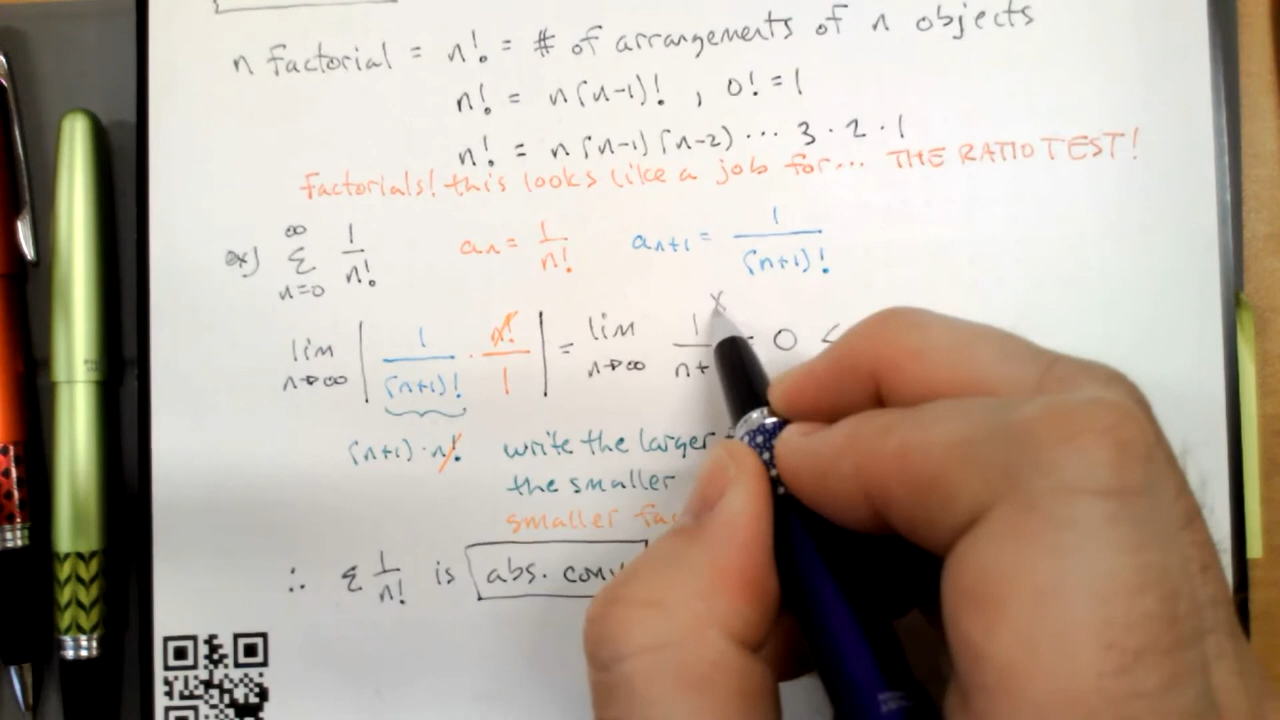 n factorial = n! = # of arrangements of n objects
n! = n(n-1)! , 0! = 1
n! = n(n-1)(n-2) ··· 3 · 2 · 1
factorials! this looks like a job for... THE RATIO TEST!
ex) ∞ Σ n=0 1/n! aₙ = 1/n! aₙ₊₁ = 1/(n+1)!
lim n→∞ | 1/(n+1)! · n!/1 | = lim n→∞ 1/n+ = 0 <
(n+1) · n! write the larger
the smaller
smaller
∴ Σ 1/n! is abs. conv